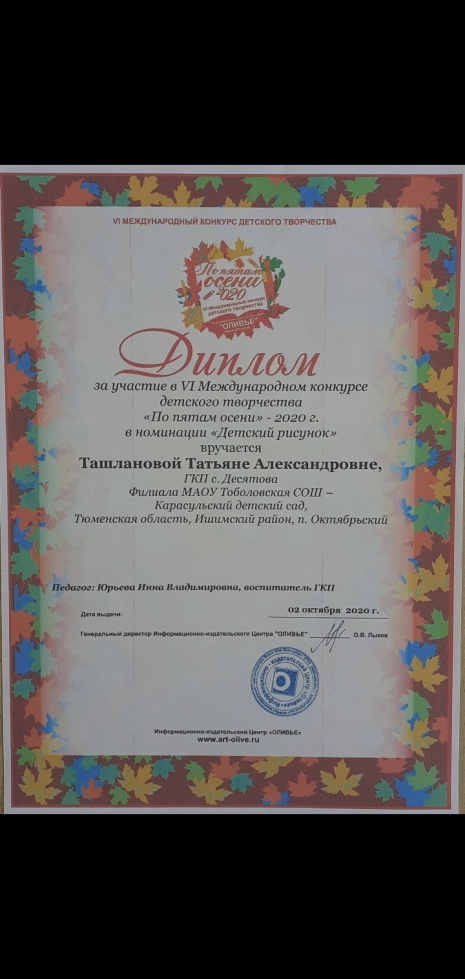 VI МЕЖДУНАРОДНЫЙ КОНКУРС ДЕТСКОГО ТВОРЧЕСТВА
По пятам
осени
2020
VI Международный конкурс
детского творчества
"ОЛИВЬЕ"
Диплом
за участие в VI Международном конкурсе
детского творчества
«По пятам осени» - 2020 г.
в номинации «Детский рисунок»
вручается
Ташлановой Татьяне Александровне,
ГКП с. Десятова
Филиала МАОУ Тоболовская СОШ –
Карасульский детский сад,
Тюменская область, Ишимский район, п. Октябрьский
Педагог: Юрьева Инна Владимировна, воспитатель ГКП
Дата выдачи: 02 октября 2020 г.
Генеральный директор Информационно-издательского Центра "ОЛИВЬЕ" О.В. Лыков
Информационно-издательский Центр «ОЛИВЬЕ»
www.art-olive.ru